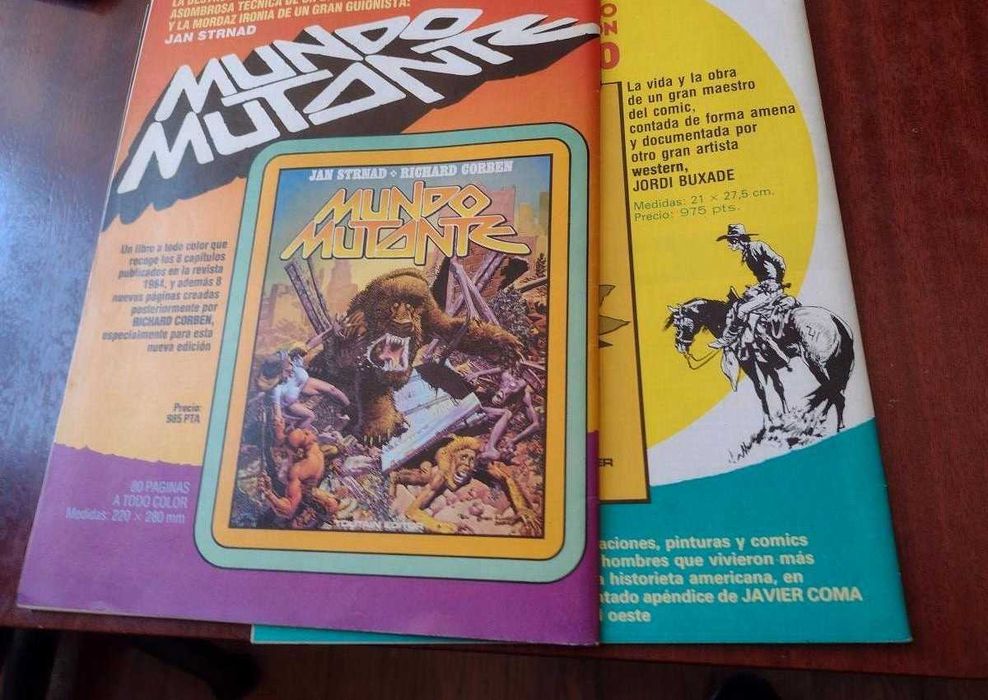 ASOMBROSA TECNICA DE
Y LA MORDAZ IRONIA DE UN GRAN GUIONISTA:
JAN STRNAD
MUNDO
MUTANTE
JAN STRNAD • RICHARD CORBEN
MUNDO
MUTANTE
TOUTAIN EDITOR
Un libro a todo color que
recoge los 8 capítulos
publicados en la revista
1984, y además 8
nuevas páginas creadas
posteriormente por
RICHARD CORBEN,
especialmente para esta
nueva edición
Precio:
985 PTA
80 PAGINAS
A TODO COLOR
Medidas: 220 × 280 mm
La vida y la obra
de un gran maestro
del comic,
contada de forma amena
y documentada por
otro gran artista
western,
JORDI BUXADE
Medidas: 21 × 27,5 cm.
Precio: 975 pts.
aciones, pinturas y comics
hombres que vivieron más
a historieta americana, en
ntado apéndice de JAVIER COMA
oeste